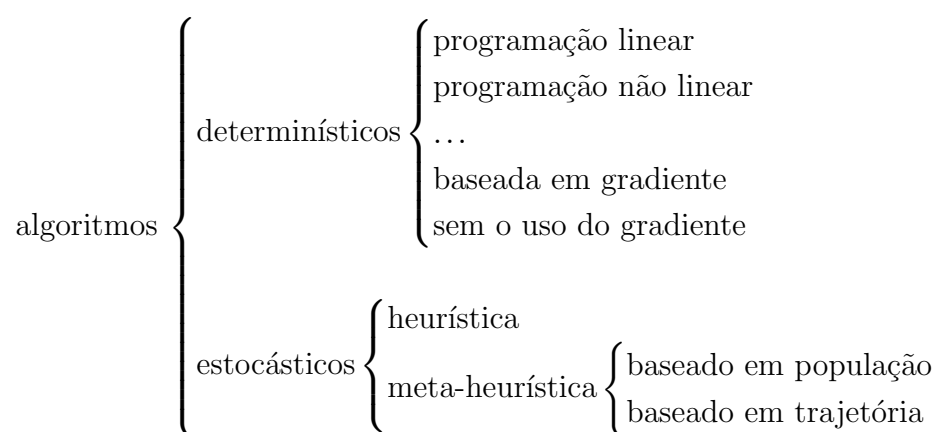 programação linear
programação não linear
determinísticos
...
baseada em gradiente
algoritmos
sem o uso do gradiente
heurística
estocásticos
baseado em população
meta-heurística
baseado em trajetória